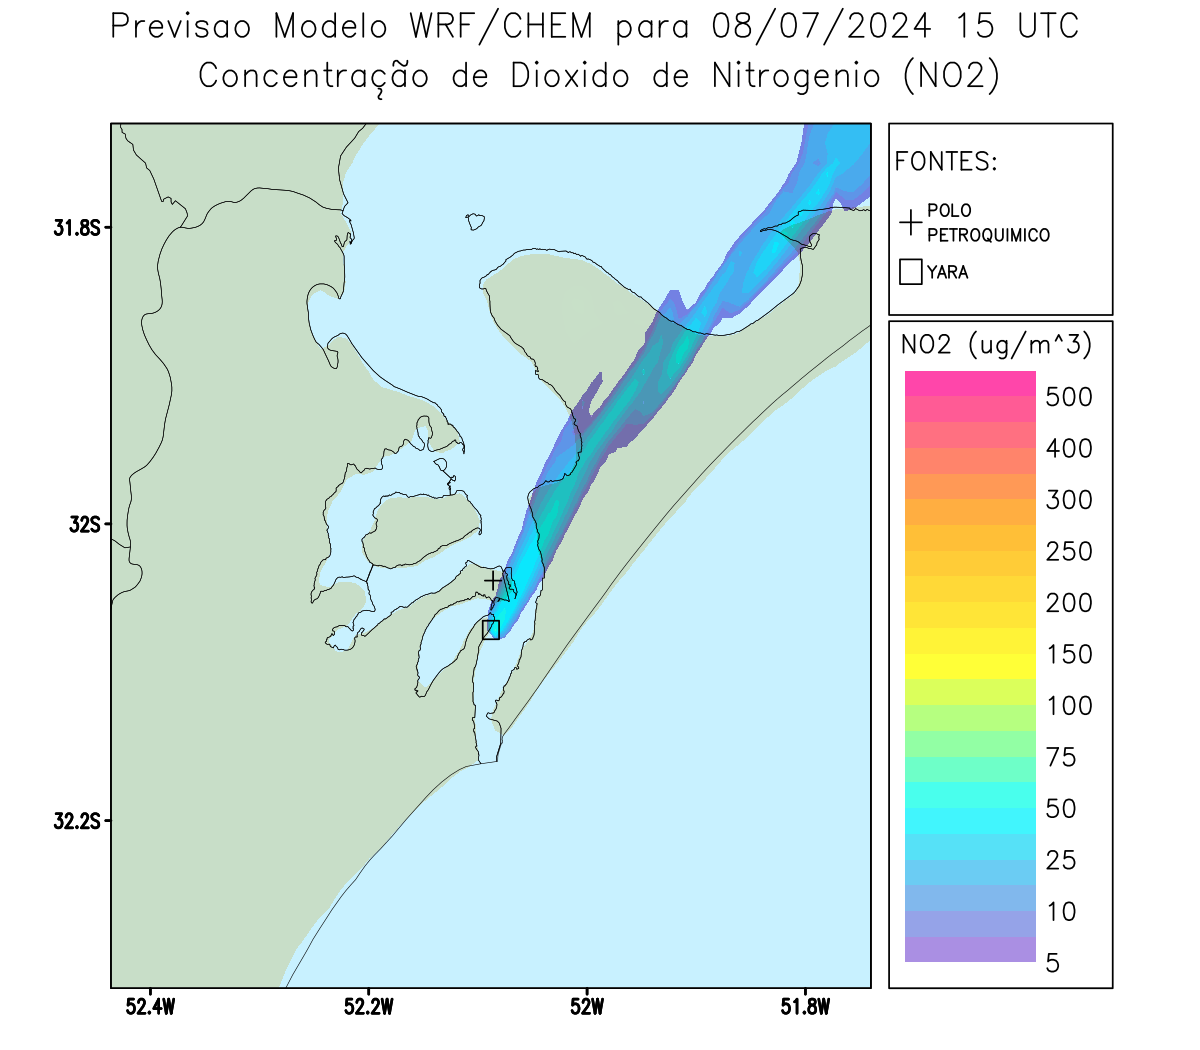 Previsao Modelo WRF/CHEM para 08/07/2024 15 UTC
Concentração de Dioxido de Nitrogenio (NO2)
FONTES:
POLO
PETROQUIMICO
YARA
NO2 (ug/m^3)
500
400
300
250
200
150
100
75
50
25
10
5
31.8S
32S
32.2S
52.4W
52.2W
52W
51.8W